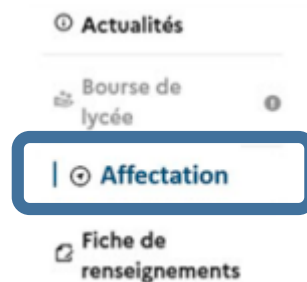 Actualités
Bourse de
lycée
Affectation
Fiche de
renseignements